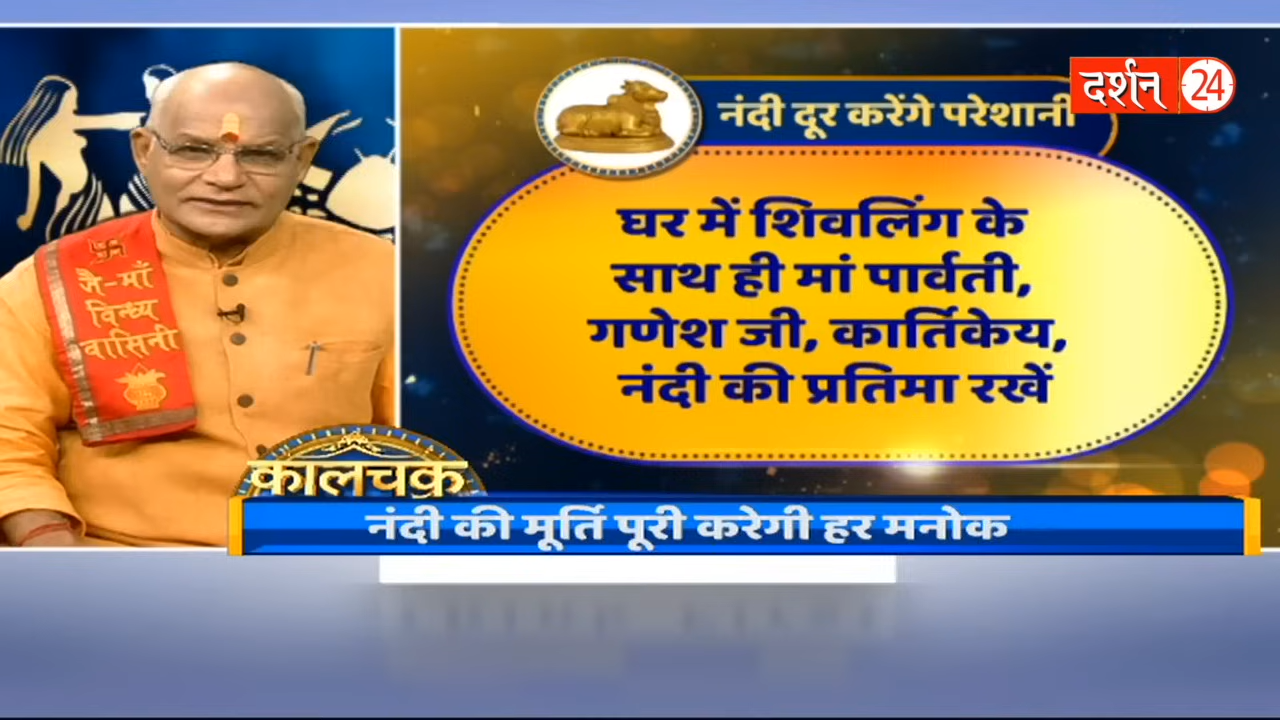 दर्शन 24
नंदी दूर करेंगे परेशानी
घर में शिवलिंग के
साथ ही मां पार्वती,
गणेश जी, कार्तिकेय,
नंदी की प्रतिमा रखें
जै-माँ
विन्ध्य
वासिनी
कालचक्र
नंदी की मूर्ति पूरी करेगी हर मनोक